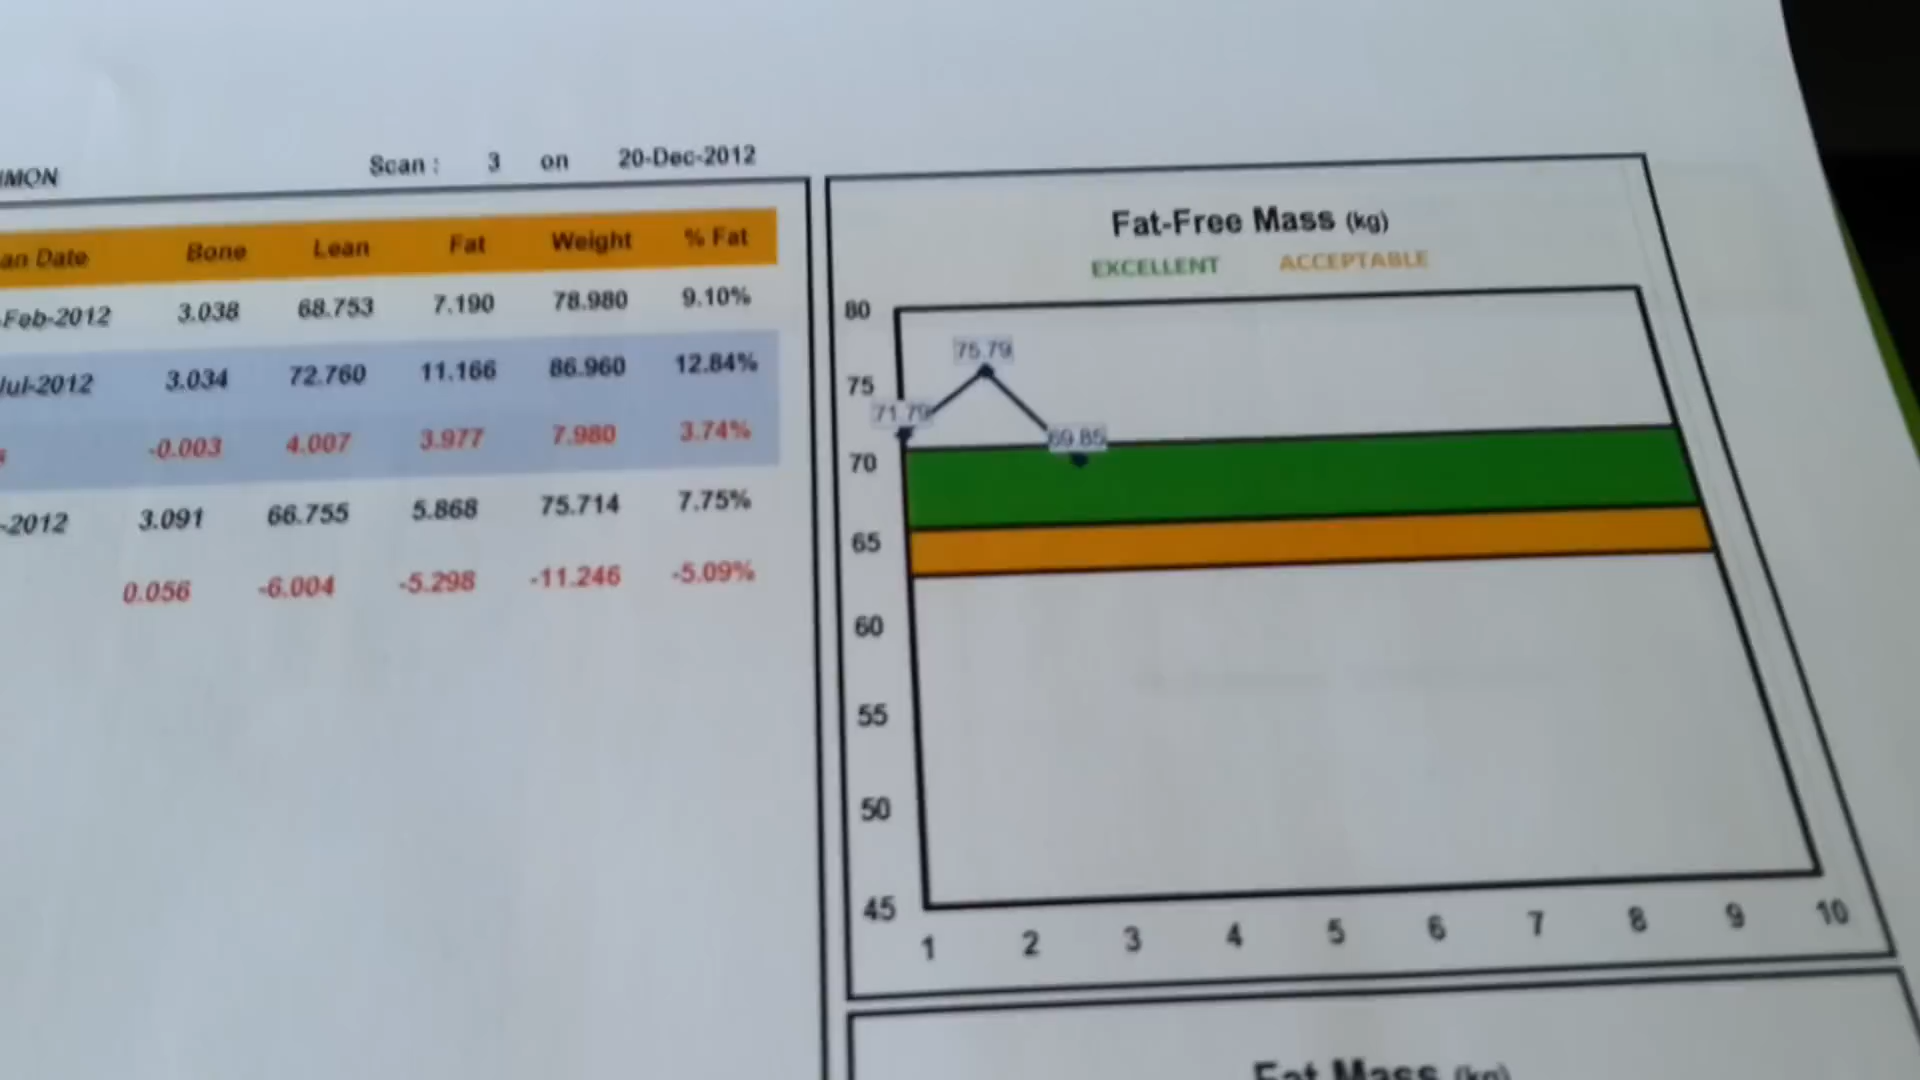 Scan : 3 on 20-Dec-2012
Bone Lean Fat Weight % Fat
Date
Feb-2012 3.038 68.753 7.190 78.980 9.10%
Jul-2012 3.034 72.760 11.166 86.960 12.84%
-0.003 4.007 3.977 7.980 3.74%
-2012 3.091 66.755 5.868 75.714 7.75%
0.056 -6.004 -5.298 -11.246 -5.09%
Fat-Free Mass (kg)
EXCELLENT ACCEPTABLE
80
75.79
75
71.79
69.85
70
65
60
55
50
45
1 2 3 4 5 6 7 8 9 10
Fat Mass (kg)